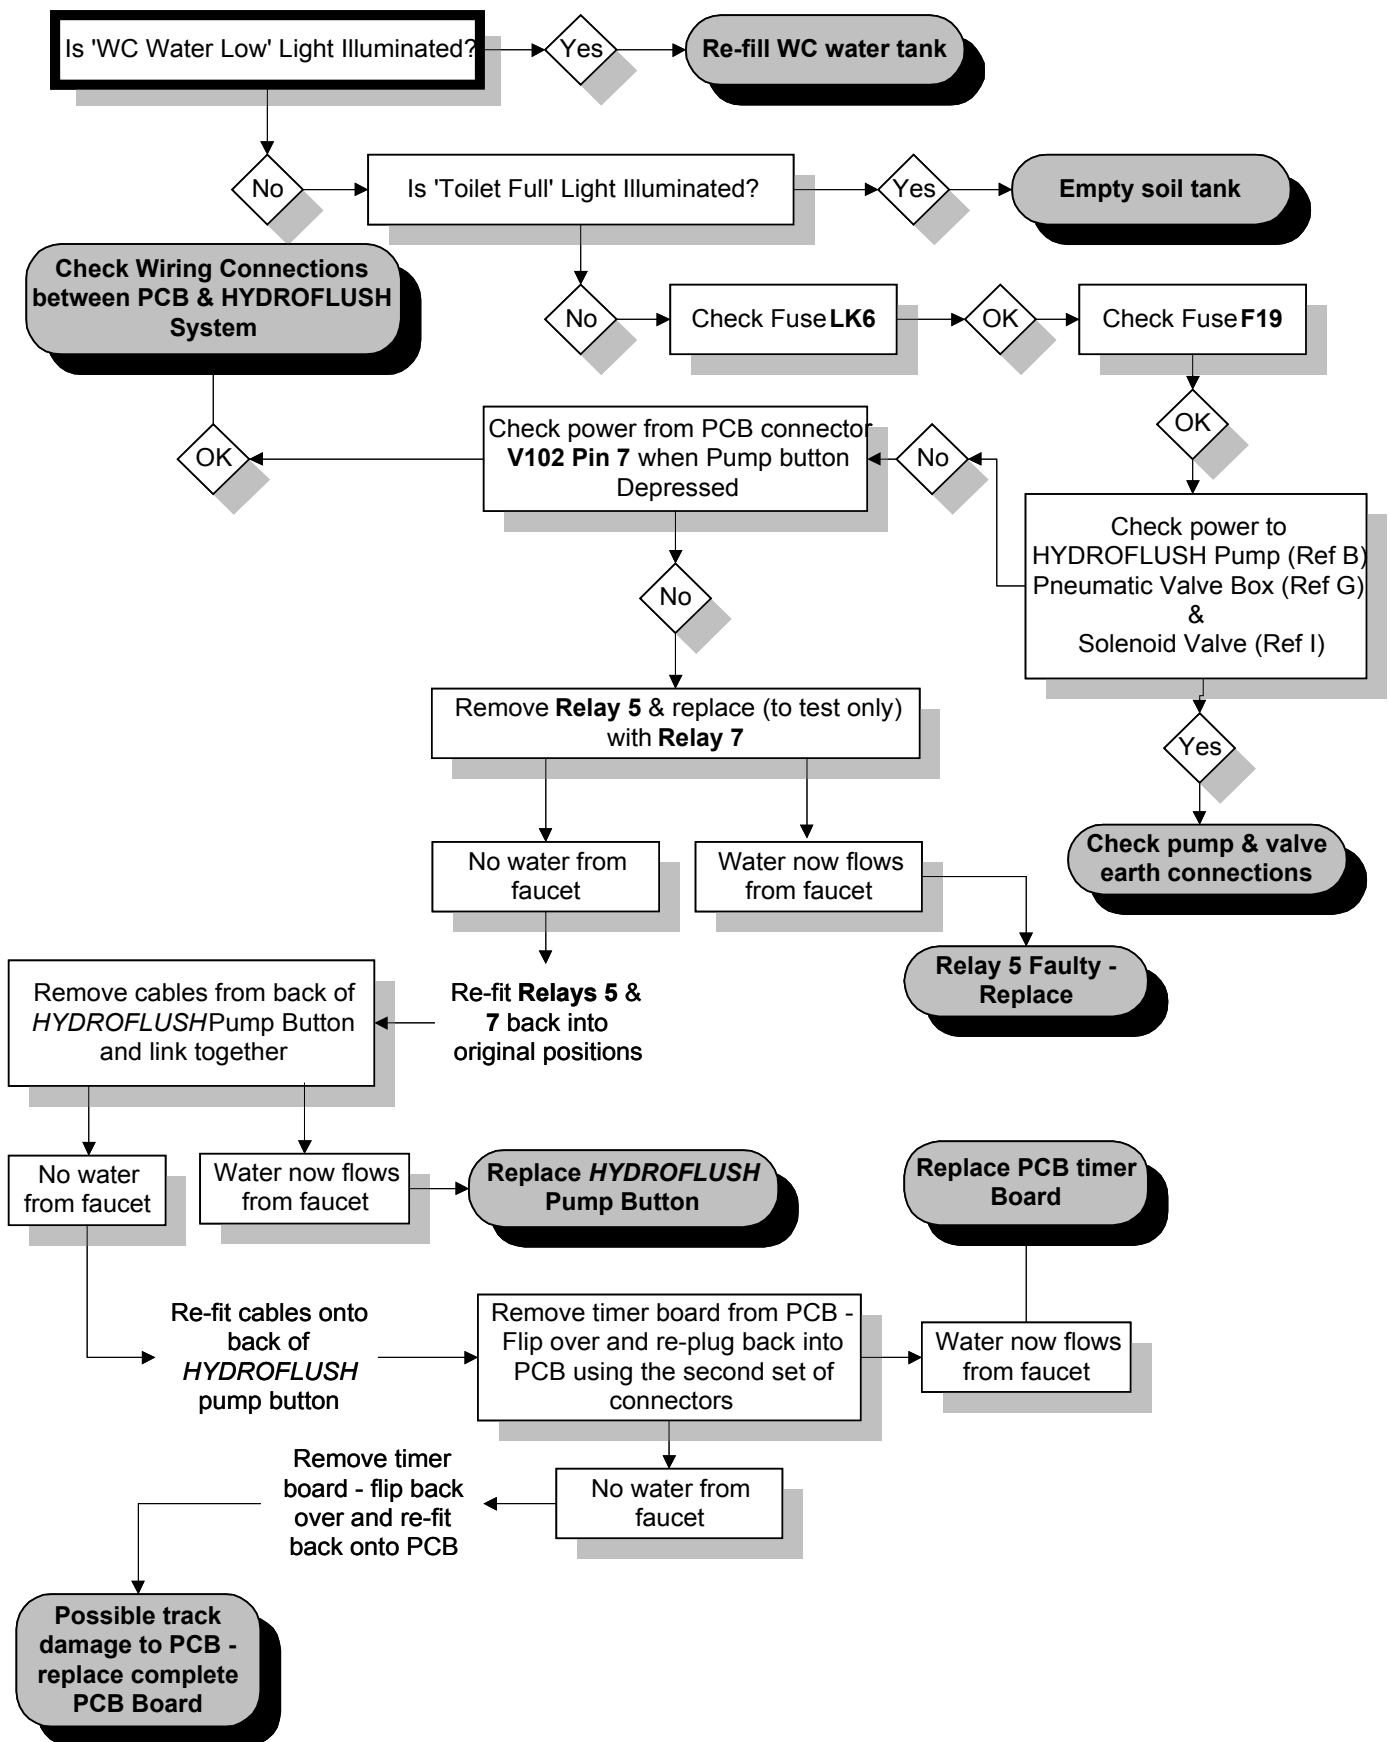 Is 'WC Water Low' Light Illuminated?
Yes
Re-fill WC water tank
No
Is 'Toilet Full' Light Illuminated?
Yes
Empty soil tank
Check Wiring Connections
between PCB & HYDROFLUSH
System
No
Check Fuse LK6
OK
Check Fuse F19
OK
Check power from PCB connector
V102 Pin 7 when Pump button
Depressed
No
OK
Check power to
HYDROFLUSH Pump (Ref B)
Pneumatic Valve Box (Ref G)
&
Solenoid Valve (Ref I)
No
Remove Relay 5 & replace (to test only)
with Relay 7
Yes
No water from
faucet
Water now flows
from faucet
Check pump & valve
earth connections
Relay 5 Faulty -
Replace
Re-fit Relays 5 &
7 back into
original positions
Remove cables from back of
HYDROFLUSH Pump Button
and link together
No water
from faucet
Water now flows
from faucet
Replace HYDROFLUSH
Pump Button
Replace PCB timer
Board
Re-fit cables onto
back of
HYDROFLUSH
pump button
Remove timer board from PCB -
Flip over and re-plug back into
PCB using the second set of
connectors
Water now flows
from faucet
No water from
faucet
Remove timer
board - flip back
over and re-fit
back onto PCB
Possible track
damage to PCB -
replace complete
PCB Board